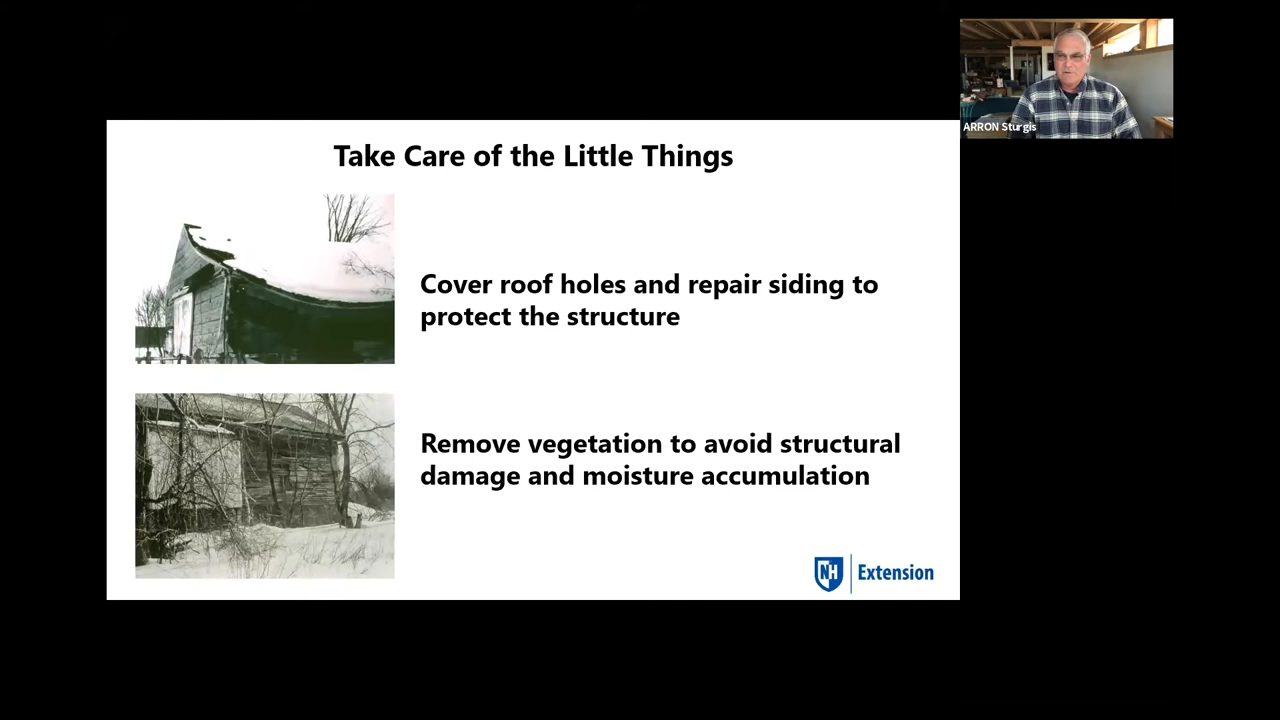 ARRON Sturgis
Take Care of the Little Things
Cover roof holes and repair siding to
protect the structure
Remove vegetation to avoid structural
damage and moisture accumulation
NH Extension